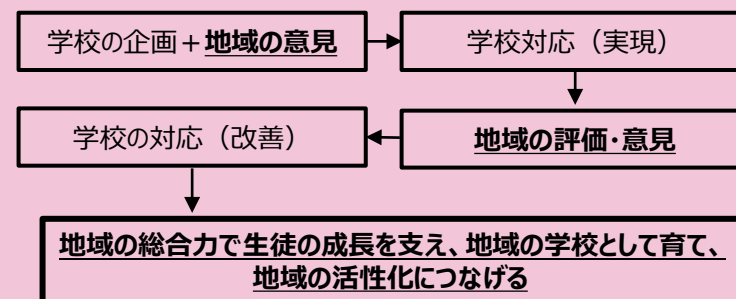 学校の企画＋地域の意見
学校対応（実現）
地域の評価・意見
学校の対応（改善）
地域の総合力で生徒の成長を支え、地域の学校として育て、
地域の活性化につなげる